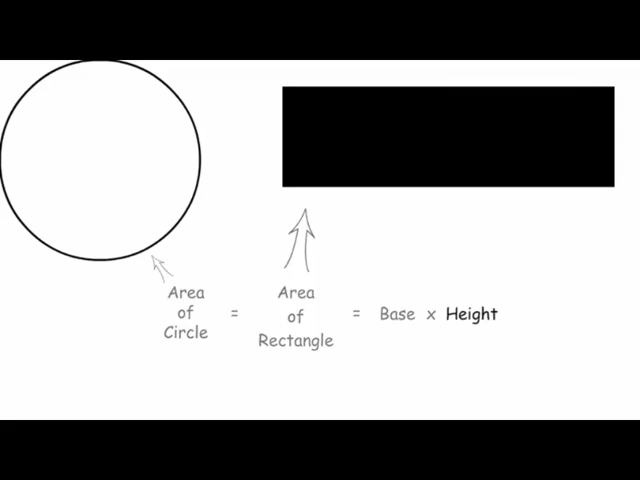 Area of Circle = Area of Rectangle = Base x Height